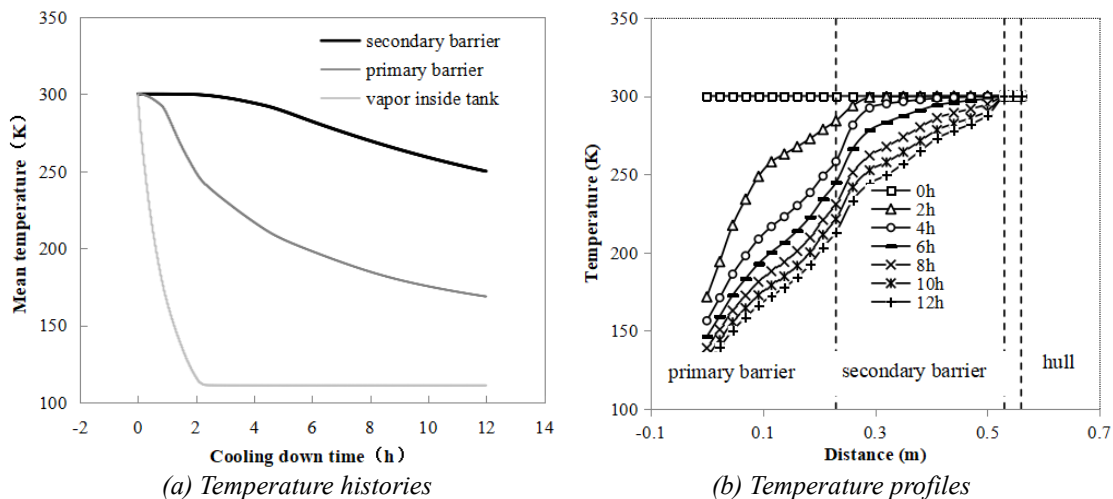 350
300
250
200
150
100
-2
0
2
4
6
8
10
12
14
Mean temperature（K）
Cooling down time（h）
secondary barrier
primary barrier
vapor inside tank
(a) Temperature histories
350
300
250
200
150
100
-0.1
0.1
0.3
0.5
0.7
Temperature (K)
Distance (m)
0h
2h
4h
6h
8h
10h
12h
primary barrier
secondary barrier
hull
(b) Temperature profiles